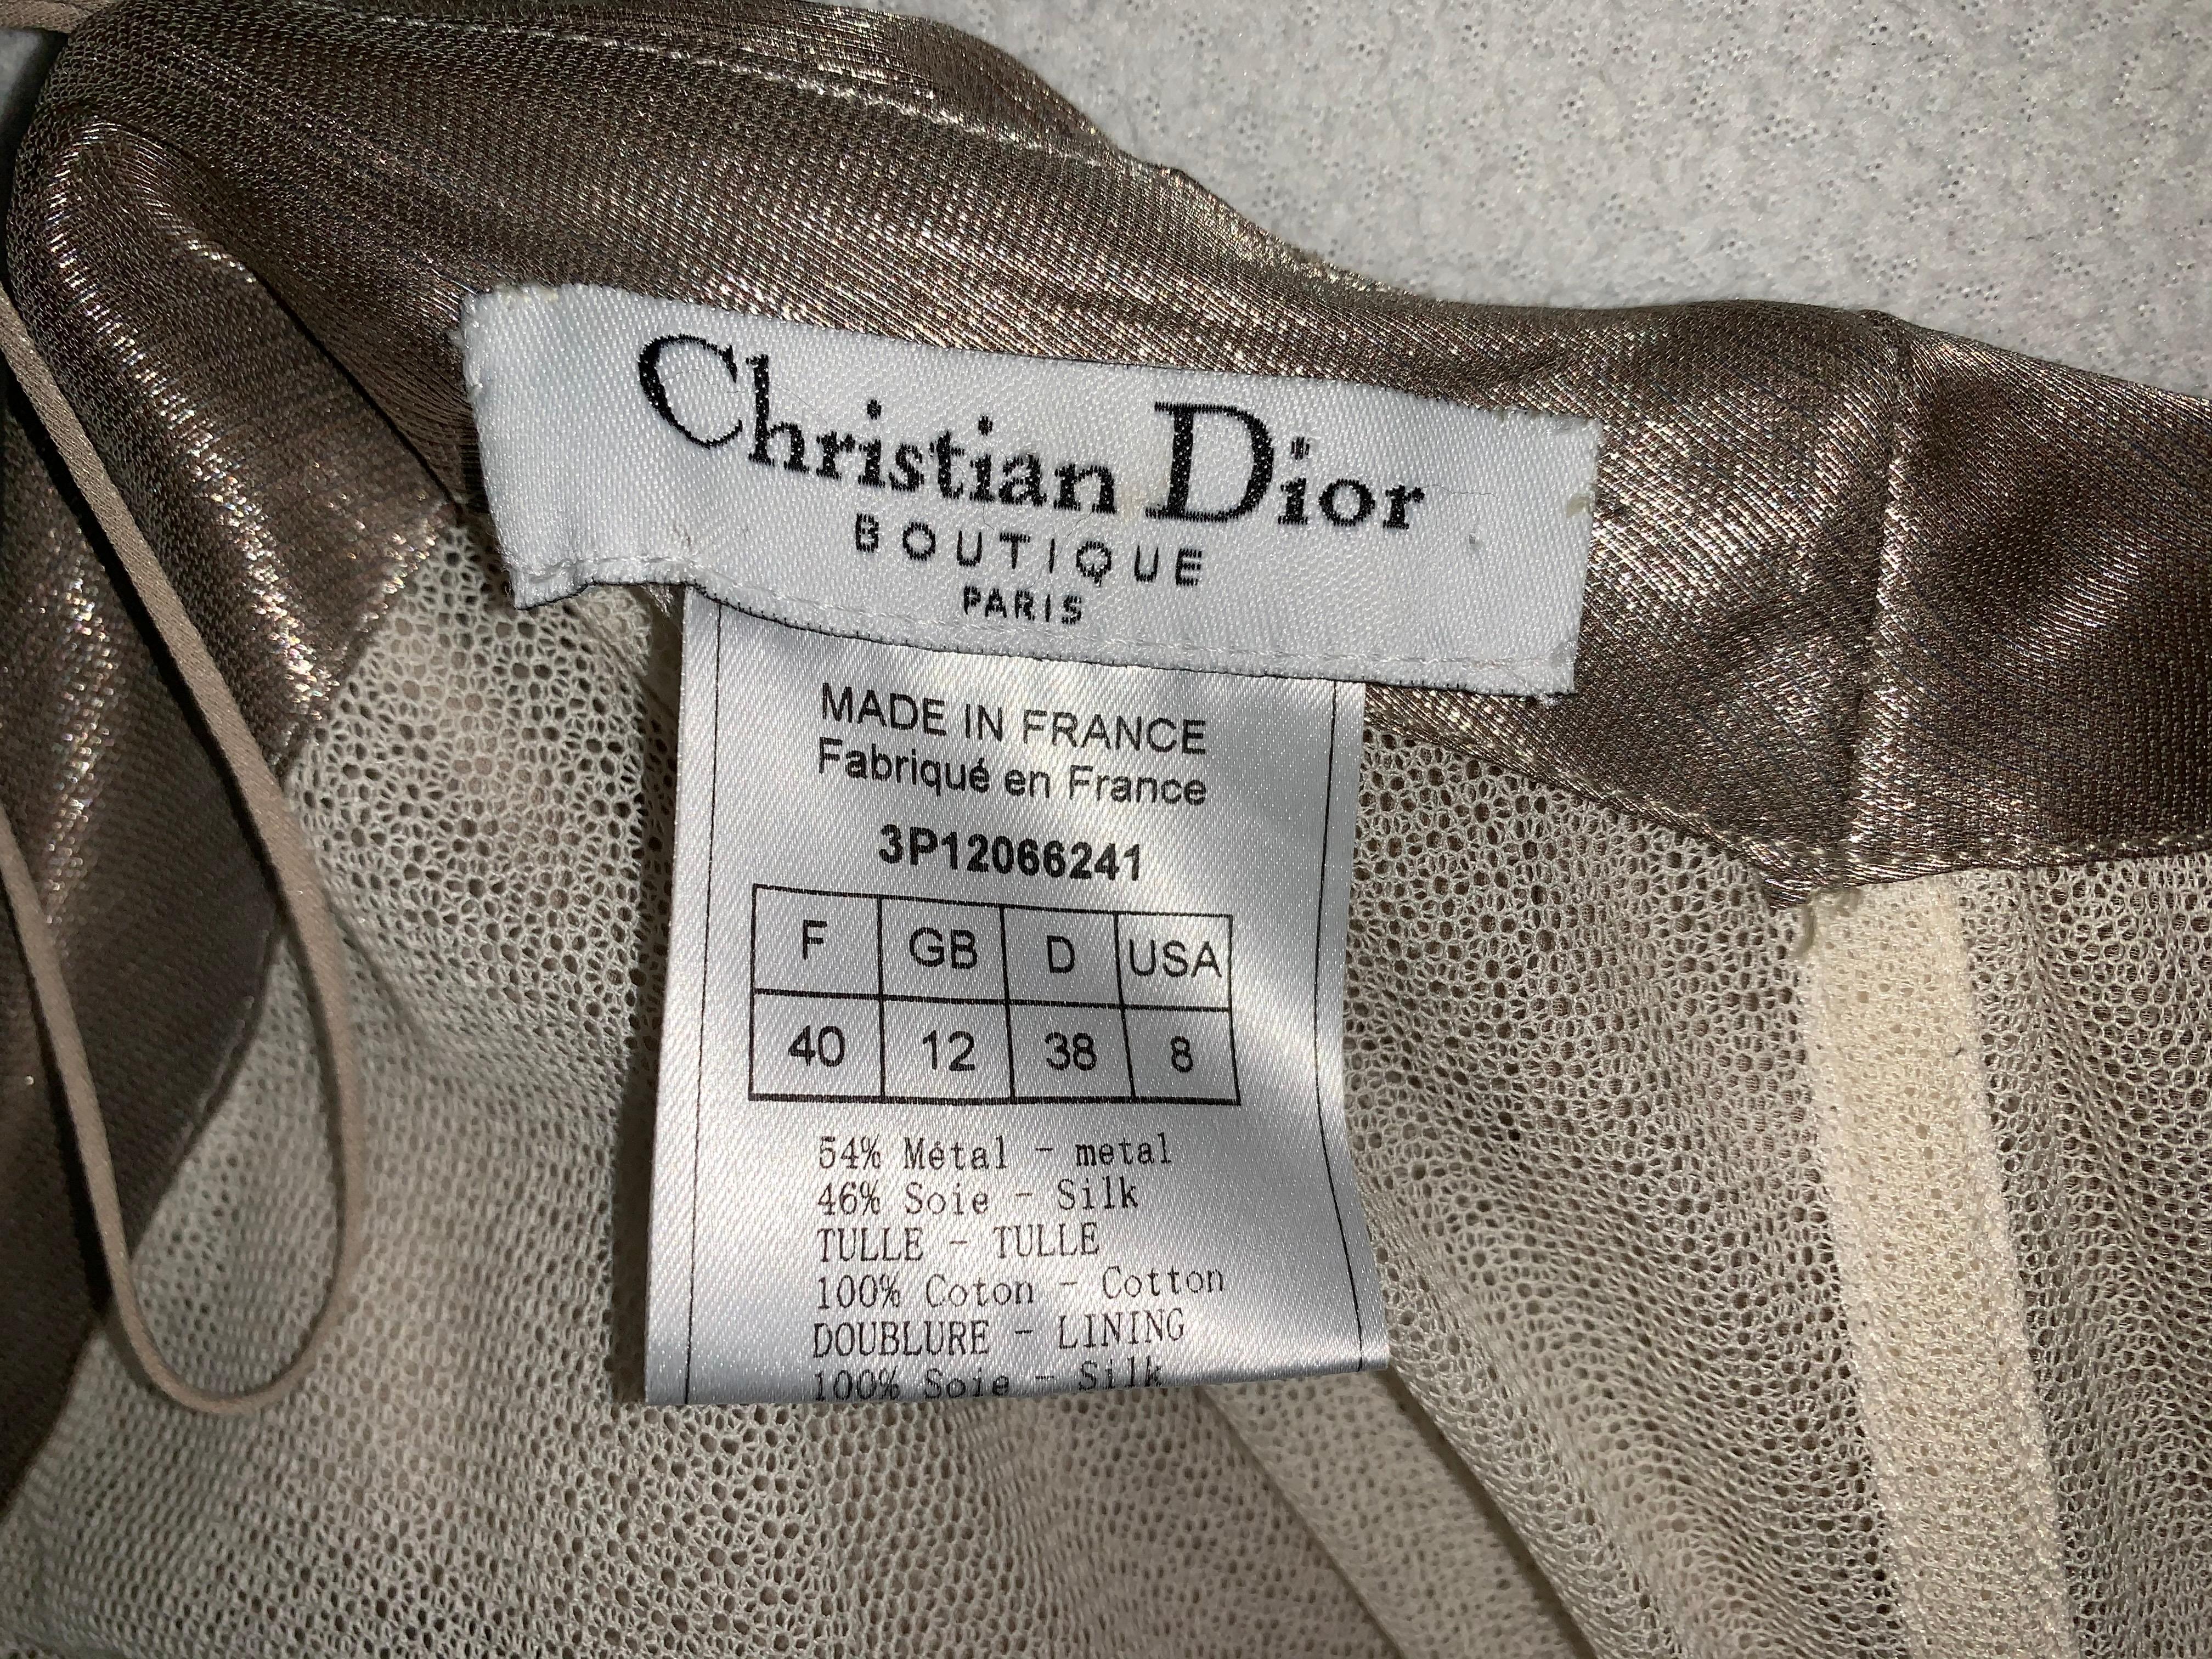 Christian Dior
BOUTIQUE
PARIS
MADE IN FRANCE
Fabriqué en France
3P12066241
F GB D USA
40 12 38 8
54% Métal - metal
46% Soie - Silk
TULLE - TULLE
100% Coton - Cotton
DOUBLURE - LINING
100% Soie - Silk